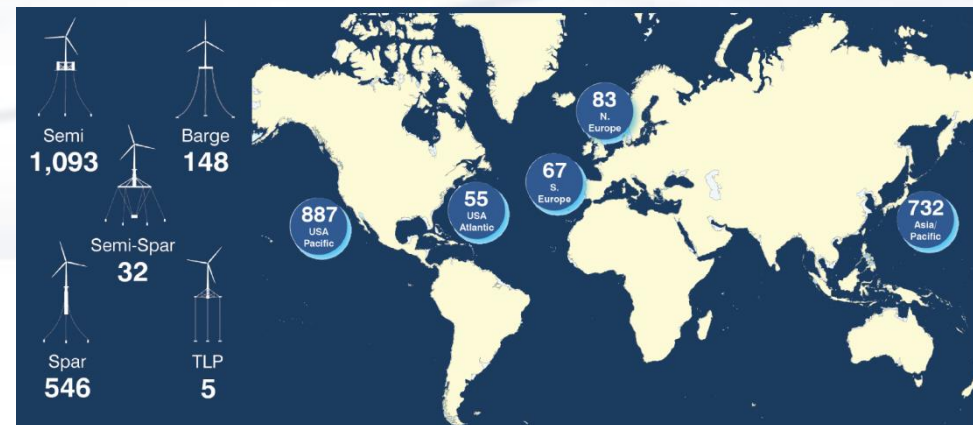 Semi
1,093
Barge
148
Semi-Spar
32
Spar
546
TLP
5
887
USA
Pacific
55
USA
Atlantic
83
N.
Europe
67
S.
Europe
732
Asia/
Pacific